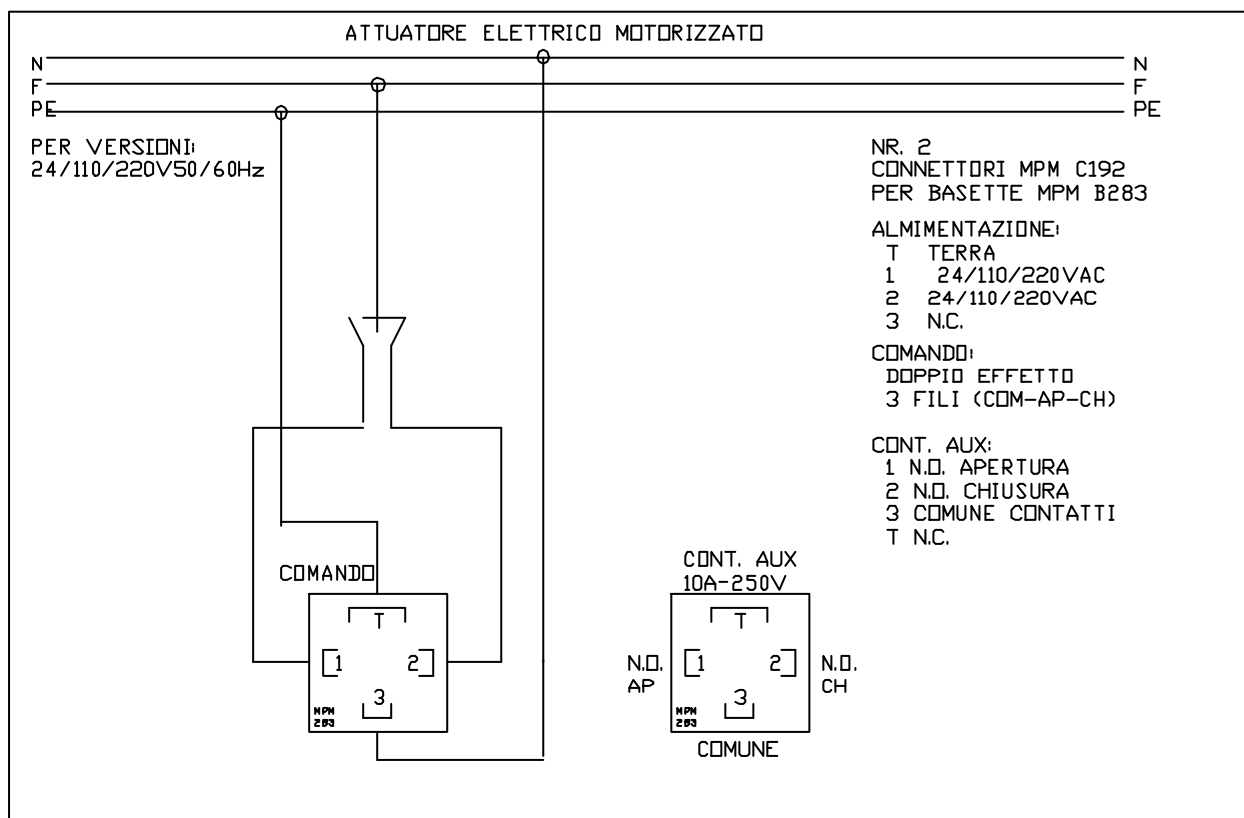 ATTUATORE ELETTRICO MOTORIZZATO
N
F
PE
N
F
PE
PER VERSIONI:
24/110/220V50/60Hz
NR. 2
CONNETTORI MPM C192
PER BASETTE MPM B283
ALMIMENTAZIONE:
T TERRA
1 24/110/220VAC
2 24/110/220VAC
3 N.C.
COMANDO:
DOPPIO EFFETTO
3 FILI (COM-AP-CH)
CONT. AUX:
1 N.O. APERTURA
2 N.O. CHIUSURA
3 COMUNE CONTATTI
T N.C.
COMANDO
T
1 2
3
MPM
283
CONT. AUX
10A-250V
T
N.O.
AP
1 2
N.O.
CH
3
MPM
283
COMUNE